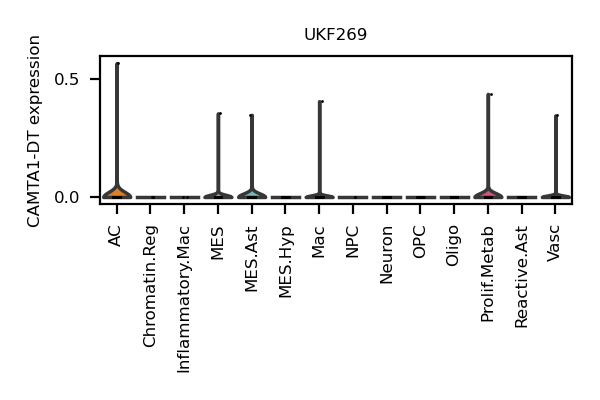 UKF269
CAMTA1-DT expression
0.5
0.0
AC
Chromatin.Reg
Inflammatory.Mac
MES
MES.Ast
MES.Hyp
Mac
NPC
Neuron
OPC
Oligo
Prolif.Metab
Reactive.Ast
Vasc